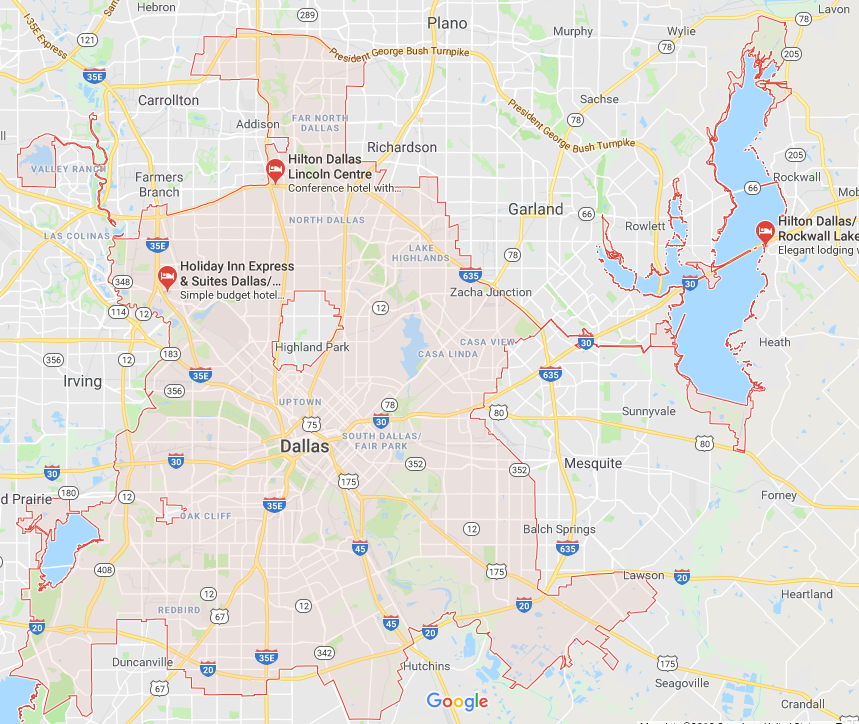 Hebron
Lavon
289
Plano
78
I-35E Express
Murphy
Wylie
121
78
205
President George Bush Turnpike
35E
Carrollton
Sachse
President George Bush Turnpike
78
Addison
FAR NORTH
DALLAS
Richardson
205
Hilton Dallas
Lincoln Centre
Conference hotel with...
VALLEY RANCH
Farmers
Branch
Rockwall
66
Garland
66
NORTH DALLAS
Rowlett
Hilton Dallas/
Rockwall Lake
Elegant lodging
LAS COLINAS
35E
LAKE
HIGHLANDS
78
Holiday Inn Express
& Suites Dallas/...
Simple budget hotel...
635
348
30
Zacha Junction
114
12
12
Highland Park
CASA VIEW
CASA LINDA
30
Heath
183
356
12
Irving
35E
635
356
UPTOWN
78
75
30
80
Sunnyvale
Dallas
SOUTH DALLAS/
FAIR PARK
80
30
30
352
352
Mesquite
175
180
d Prairie
12
Forney
35E
OAK CLIFF
12
Balch Springs
45
635
408
175
Lawson
20
12
12
20
Heartland
REDBIRD
67
45
20
20
342
35E
Duncanville
20
Hutchins
175
67
Seagoville
Crandall
Google